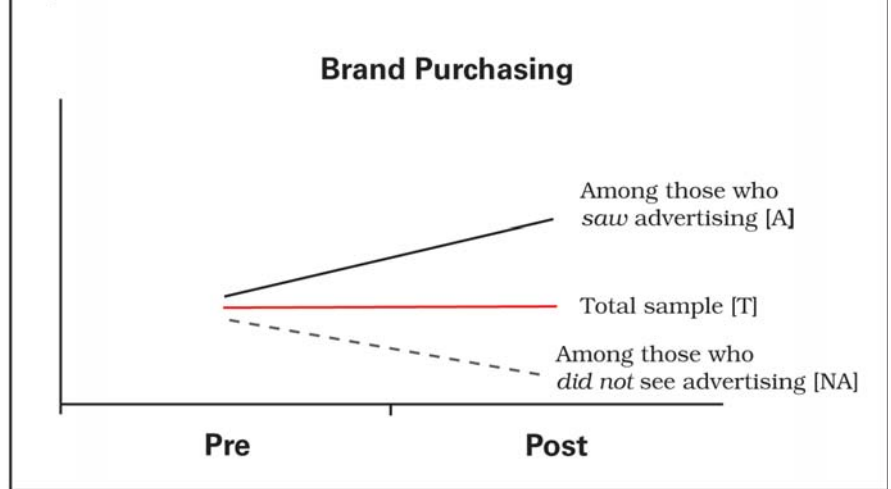 Brand Purchasing
Among those who
saw advertising [A]
Total sample [T]
Among those who
did not see advertising [NA]
Pre
Post